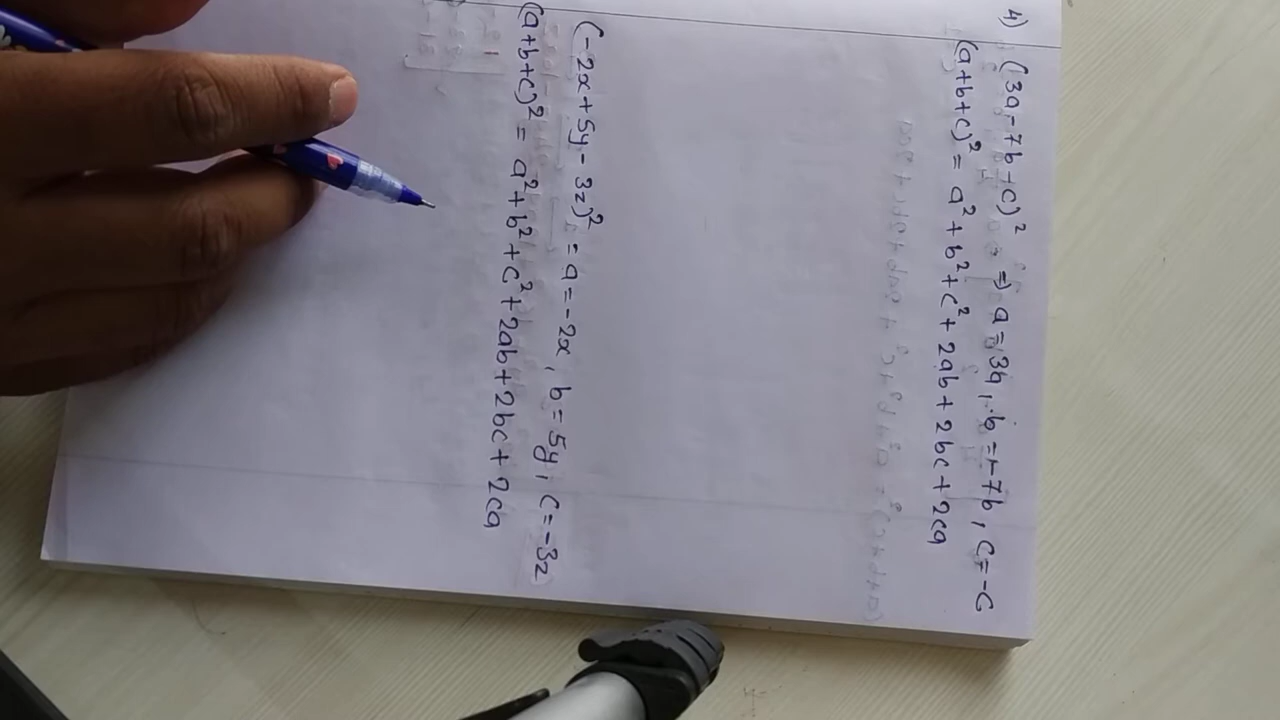 4) (3a-7b-c)² ⇒ a=3a, b=-7b, c=-c
(a+b+c)² = a²+b²+c²+2ab+2bc+2ca
(-2x+5y-3z)² = a=-2x, b=5y, c=-3z
(a+b+c)² = a²+b²+c²+2ab+2bc+2ca